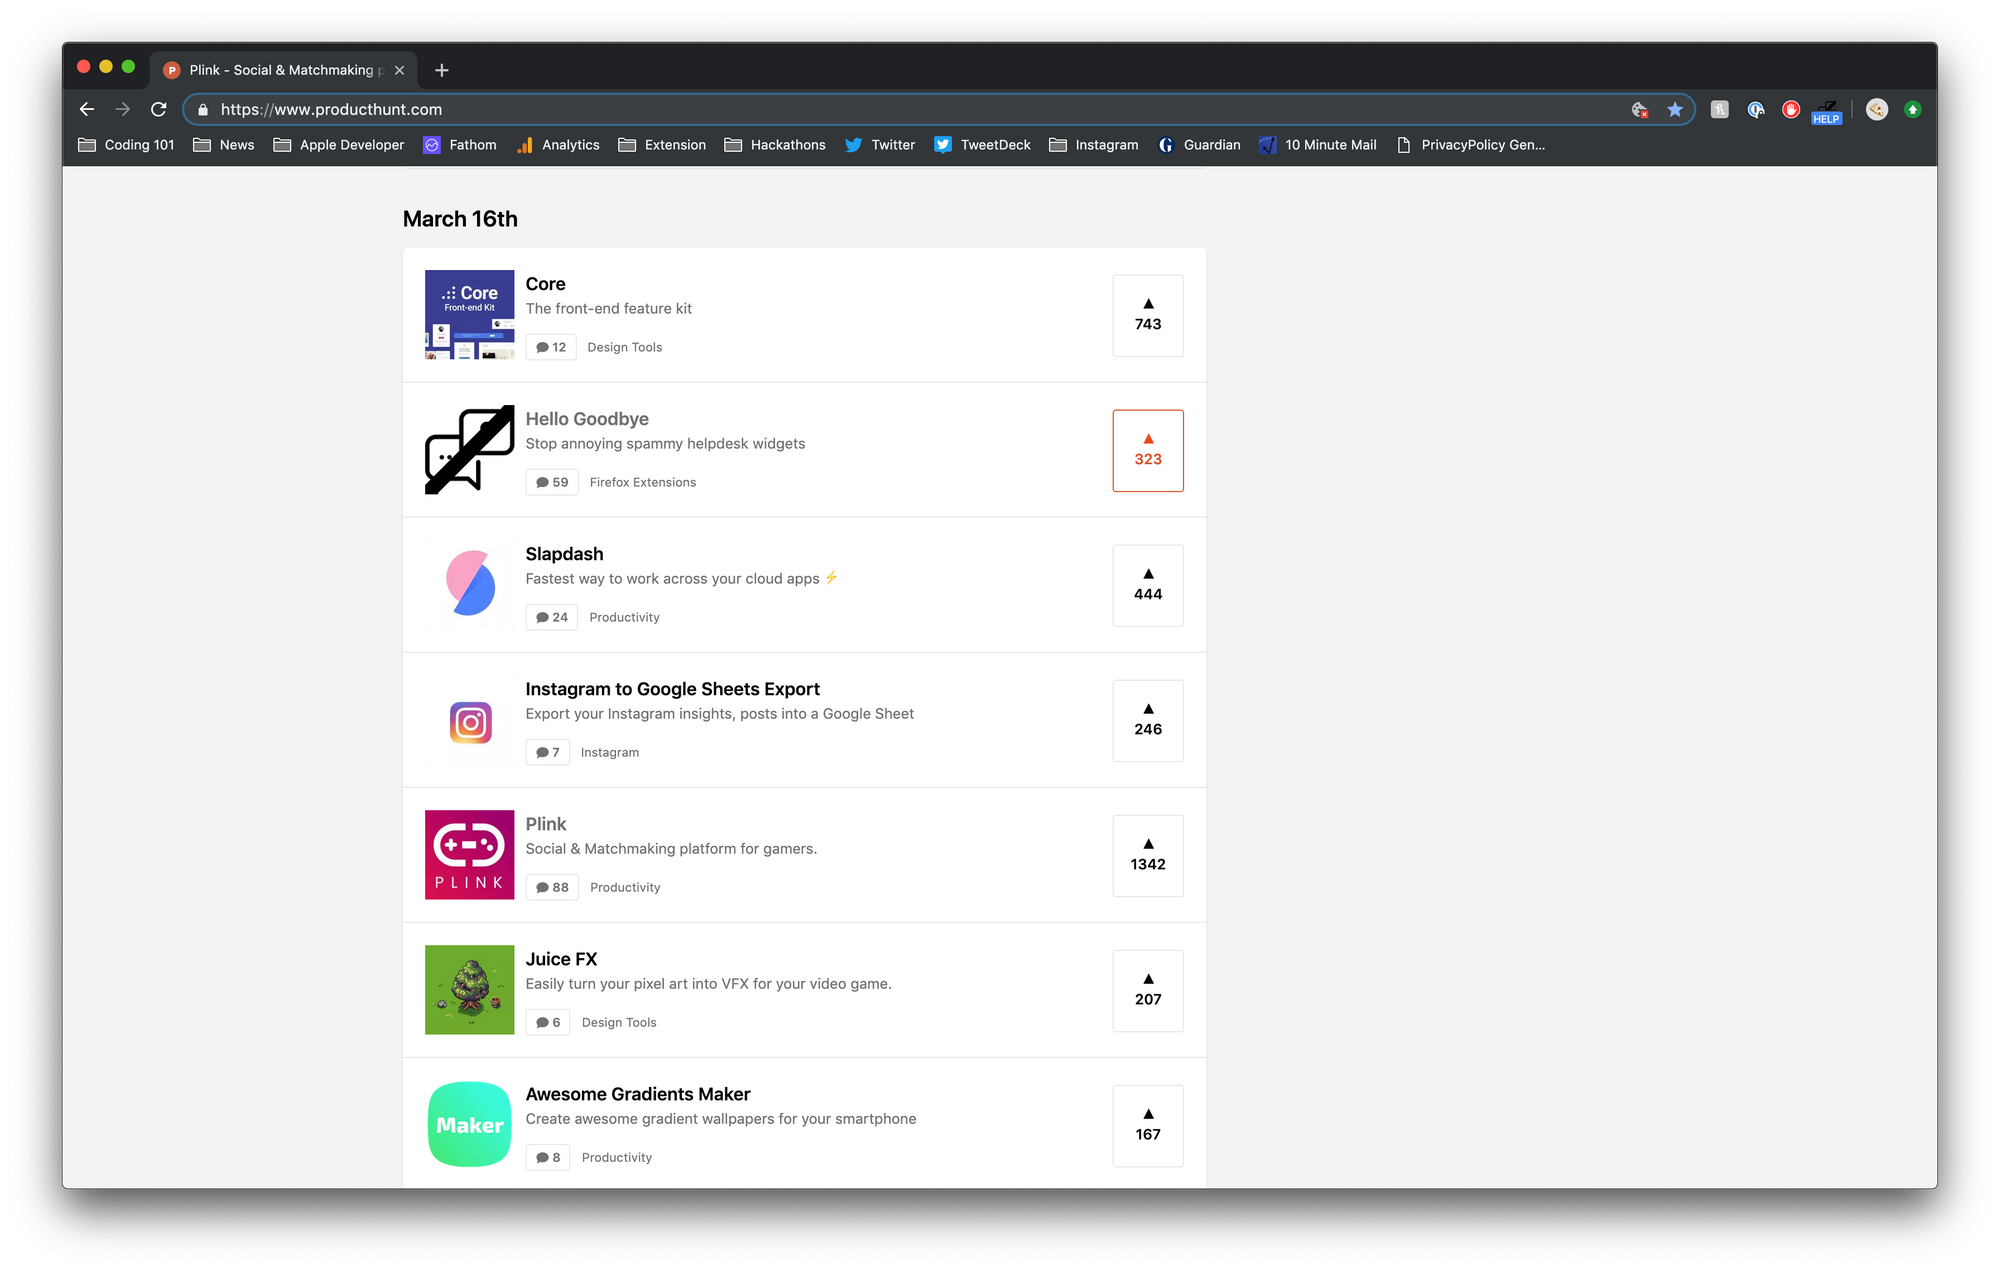 Plink - Social & Matchmaking p
https://www.producthunt.com
HELP
Coding 101 News Apple Developer Fathom Analytics Extension Hackathons Twitter TweetDeck Instagram Guardian 10 Minute Mail PrivacyPolicy Gen...
March 16th
Core
Front-end Kit
Core
The front-end feature kit
12 Design Tools
743
Hello Goodbye
Stop annoying spammy helpdesk widgets
59 Firefox Extensions
323
Slapdash
Fastest way to work across your cloud apps ⚡
24 Productivity
444
Instagram to Google Sheets Export
Export your Instagram insights, posts into a Google Sheet
7 Instagram
246
PLINK
Plink
Social & Matchmaking platform for gamers.
88 Productivity
1342
Juice FX
Easily turn your pixel art into VFX for your video game.
6 Design Tools
207
Maker
Awesome Gradients Maker
Create awesome gradient wallpapers for your smartphone
8 Productivity
167